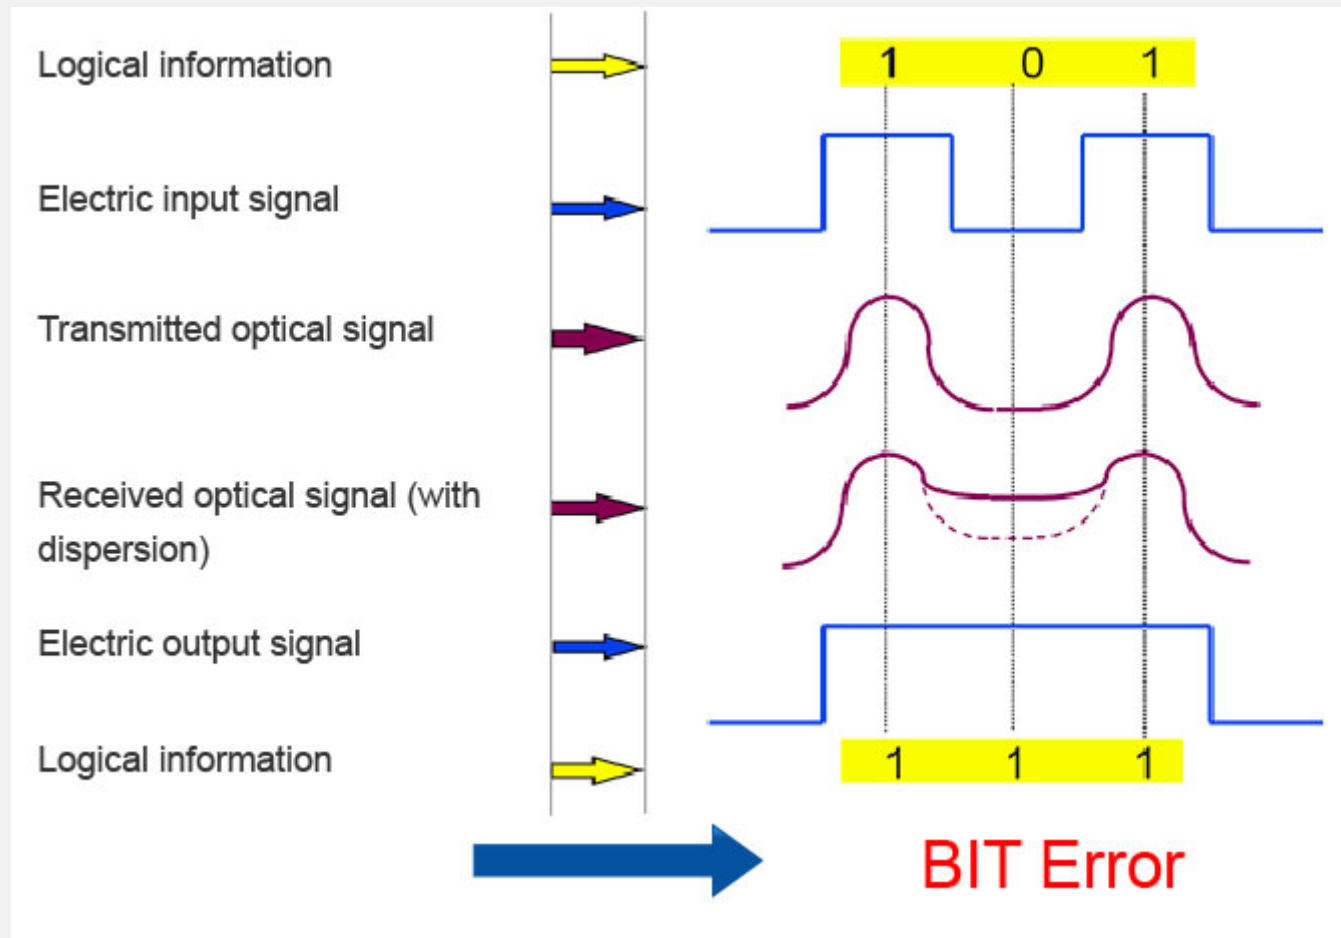 Logical information
1 0 1
Electric input signal
Transmitted optical signal
Received optical signal (with
dispersion)
Electric output signal
Logical information
1 1 1
BIT Error